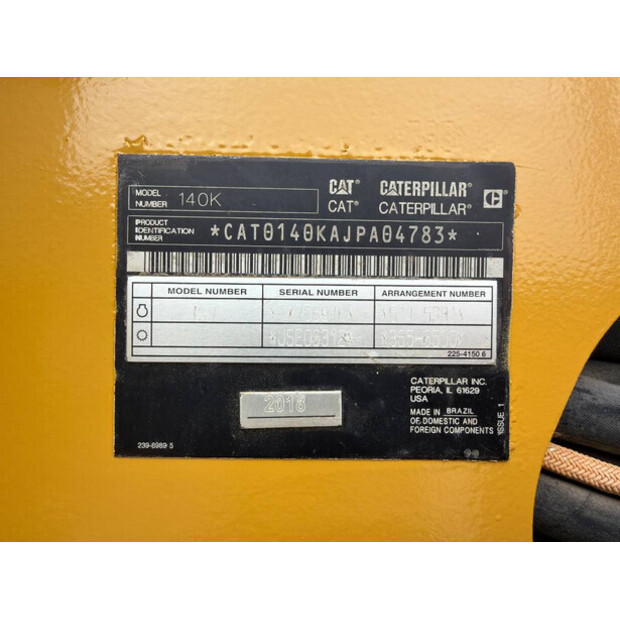 MODEL NUMBER 140K
CAT® CATERPILLAR®
CAT® CATERPILLAR®
PRODUCT IDENTIFICATION NUMBER *CAT0140KAJPA04783*
MODEL NUMBER SERIAL NUMBER ARRANGEMENT NUMBER
225-4150 6
2018
CATERPILLAR INC.
PEORIA, IL 61629
USA
MADE IN BRAZIL
OF DOMESTIC AND
FOREIGN COMPONENTS
ISSUE 1
239-8989 5